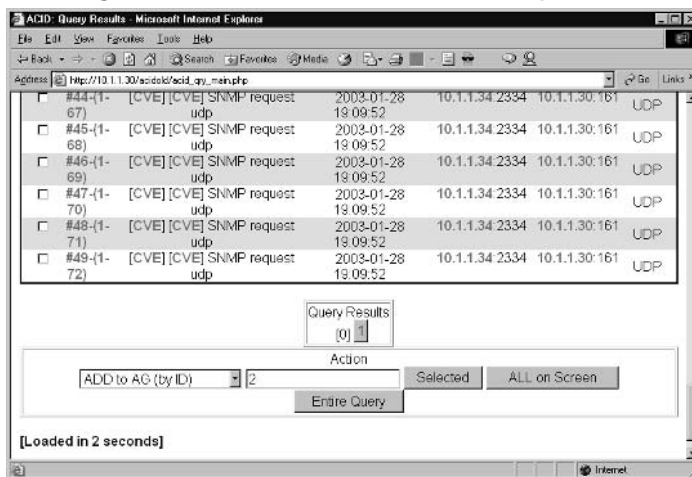 ACID: Query Results - Microsoft Internet Explorer
File Edit View Favorites Tools Help
Back Search Favorites Media
Address http://10.1.1.30/acidold/acid_qry_main.php Go Links
#44-(1-67) [CVE] [CVE] SNMP request udp 2003-01-28 19:09:52 10.1.1.34:2334 10.1.1.30:161 UDP
#45-(1-68) [CVE] [CVE] SNMP request udp 2003-01-28 19:09:52 10.1.1.34:2334 10.1.1.30:161 UDP
#46-(1-69) [CVE] [CVE] SNMP request udp 2003-01-28 19:09:52 10.1.1.34:2334 10.1.1.30:161 UDP
#47-(1-70) [CVE] [CVE] SNMP request udp 2003-01-28 19:09:52 10.1.1.34:2334 10.1.1.30:161 UDP
#48-(1-71) [CVE] [CVE] SNMP request udp 2003-01-28 19:09:52 10.1.1.34:2334 10.1.1.30:161 UDP
#49-(1-72) [CVE] [CVE] SNMP request udp 2003-01-28 19:09:52 10.1.1.34:2334 10.1.1.30:161 UDP
Query Results
[0] 1
Action
ADD to AG (by ID) 2 Selected ALL on Screen
Entire Query
[Loaded in 2 seconds]
Internet